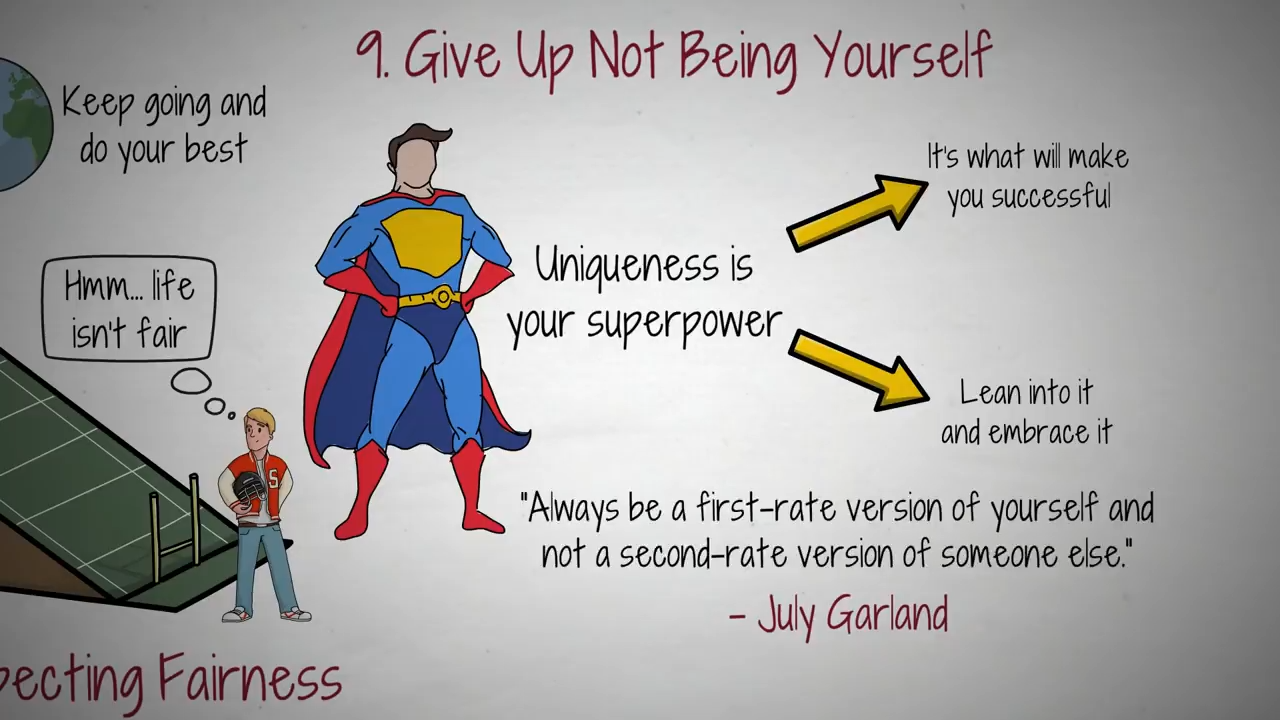 9. Give Up Not Being Yourself
Keep going and
do your best
Hmm... life
isn't fair
S
Uniqueness is
your superpower
It's what will make
you successful
Lean into it
and embrace it
"Always be a first-rate version of yourself and
not a second-rate version of someone else."
- July Garland
pecting Fairness